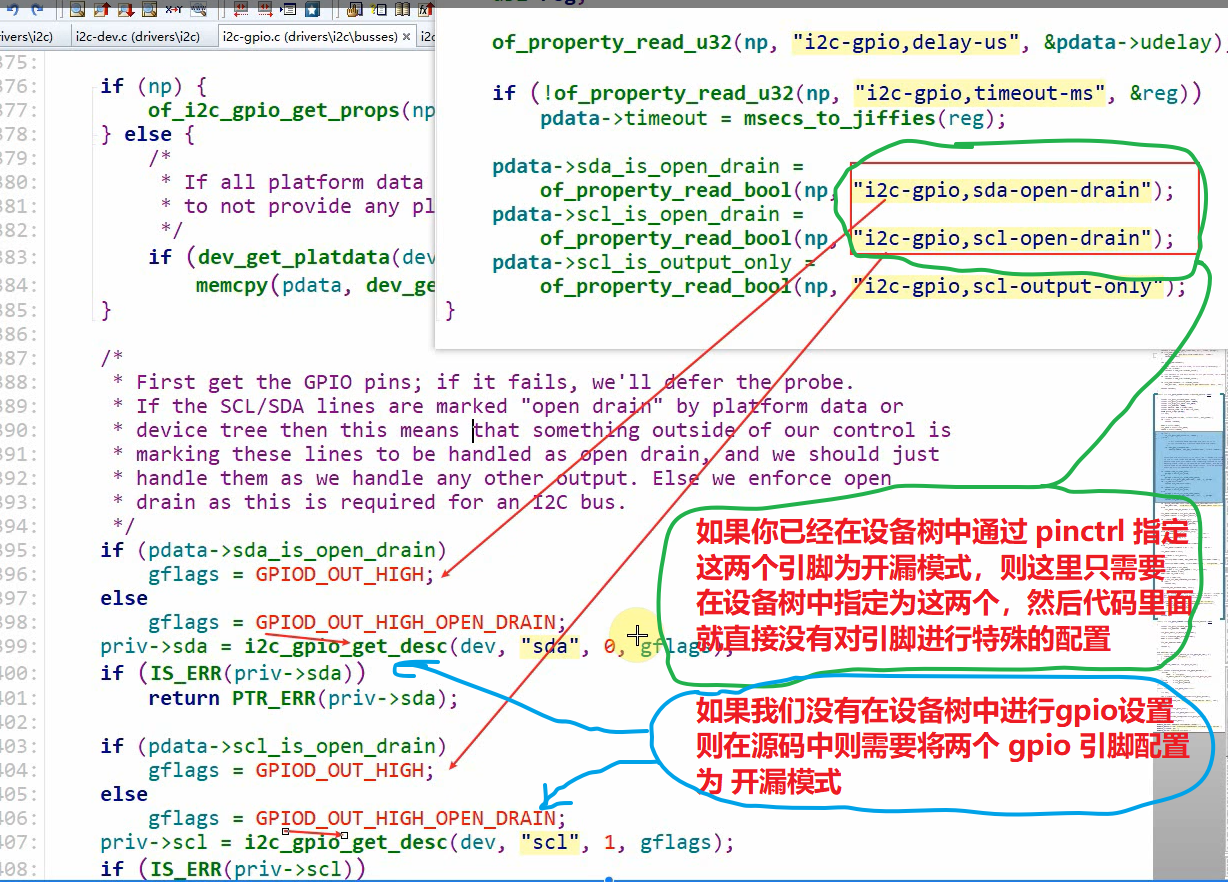 rivers\i2c)
i2c-dev.c (drivers\i2c)
i2c-gpio.c (drivers\i2c\busses)
375:
376: if (np) {
377: of_i2c_gpio_get_props(np
378: } else {
379: /*
380: * If all platform data
381: * to not provide any pl
382: */
383: if (dev_get_platdata(dev
384: memcpy(pdata, dev_ge
385: }
386:
387: /*
388: * First get the GPIO pins; if it fails, we'll defer the probe.
389: * If the SCL/SDA lines are marked "open drain" by platform data or
390: * device tree then this means that something outside of our control is
391: * marking these lines to be handled as open drain, and we should just
392: * handle them as we handle any other output. Else we enforce open
393: * drain as this is required for an I2C bus.
394: */
395: if (pdata->sda_is_open_drain)
396: gflags = GPIOD_OUT_HIGH;
397: else
398: gflags = GPIOD_OUT_HIGH_OPEN_DRAIN;
399: priv->sda = i2c_gpio_get_desc(dev, "sda", 0, gflags);
400: if (IS_ERR(priv->sda))
401: return PTR_ERR(priv->sda);
402:
403: if (pdata->scl_is_open_drain)
404: gflags = GPIOD_OUT_HIGH;
405: else
406: gflags = GPIOD_OUT_HIGH_OPEN_DRAIN;
407: priv->scl = i2c_gpio_get_desc(dev, "scl", 1, gflags);
408: if (IS_ERR(priv->scl))
of_property_read_u32(np, "i2c-gpio,delay-us", &pdata->udelay)
if (!of_property_read_u32(np, "i2c-gpio,timeout-ms", &reg))
pdata->timeout = msecs_to_jiffies(reg);
pdata->sda_is_open_drain =
of_property_read_bool(np, "i2c-gpio,sda-open-drain");
pdata->scl_is_open_drain =
of_property_read_bool(np, "i2c-gpio,scl-open-drain");
pdata->scl_is_output_only =
of_property_read_bool(np, "i2c-gpio,scl-output-only");
}
如果你已经在设备树中通过 pinctrl 指定
这两个引脚为开漏模式，则这里只需要
在设备树中指定为这两个，然后代码里面
就直接没有对引脚进行特殊的配置
如果我们没有在设备树中进行gpio设置
则在源码中则需要将两个 gpio 引脚配置
为 开漏模式